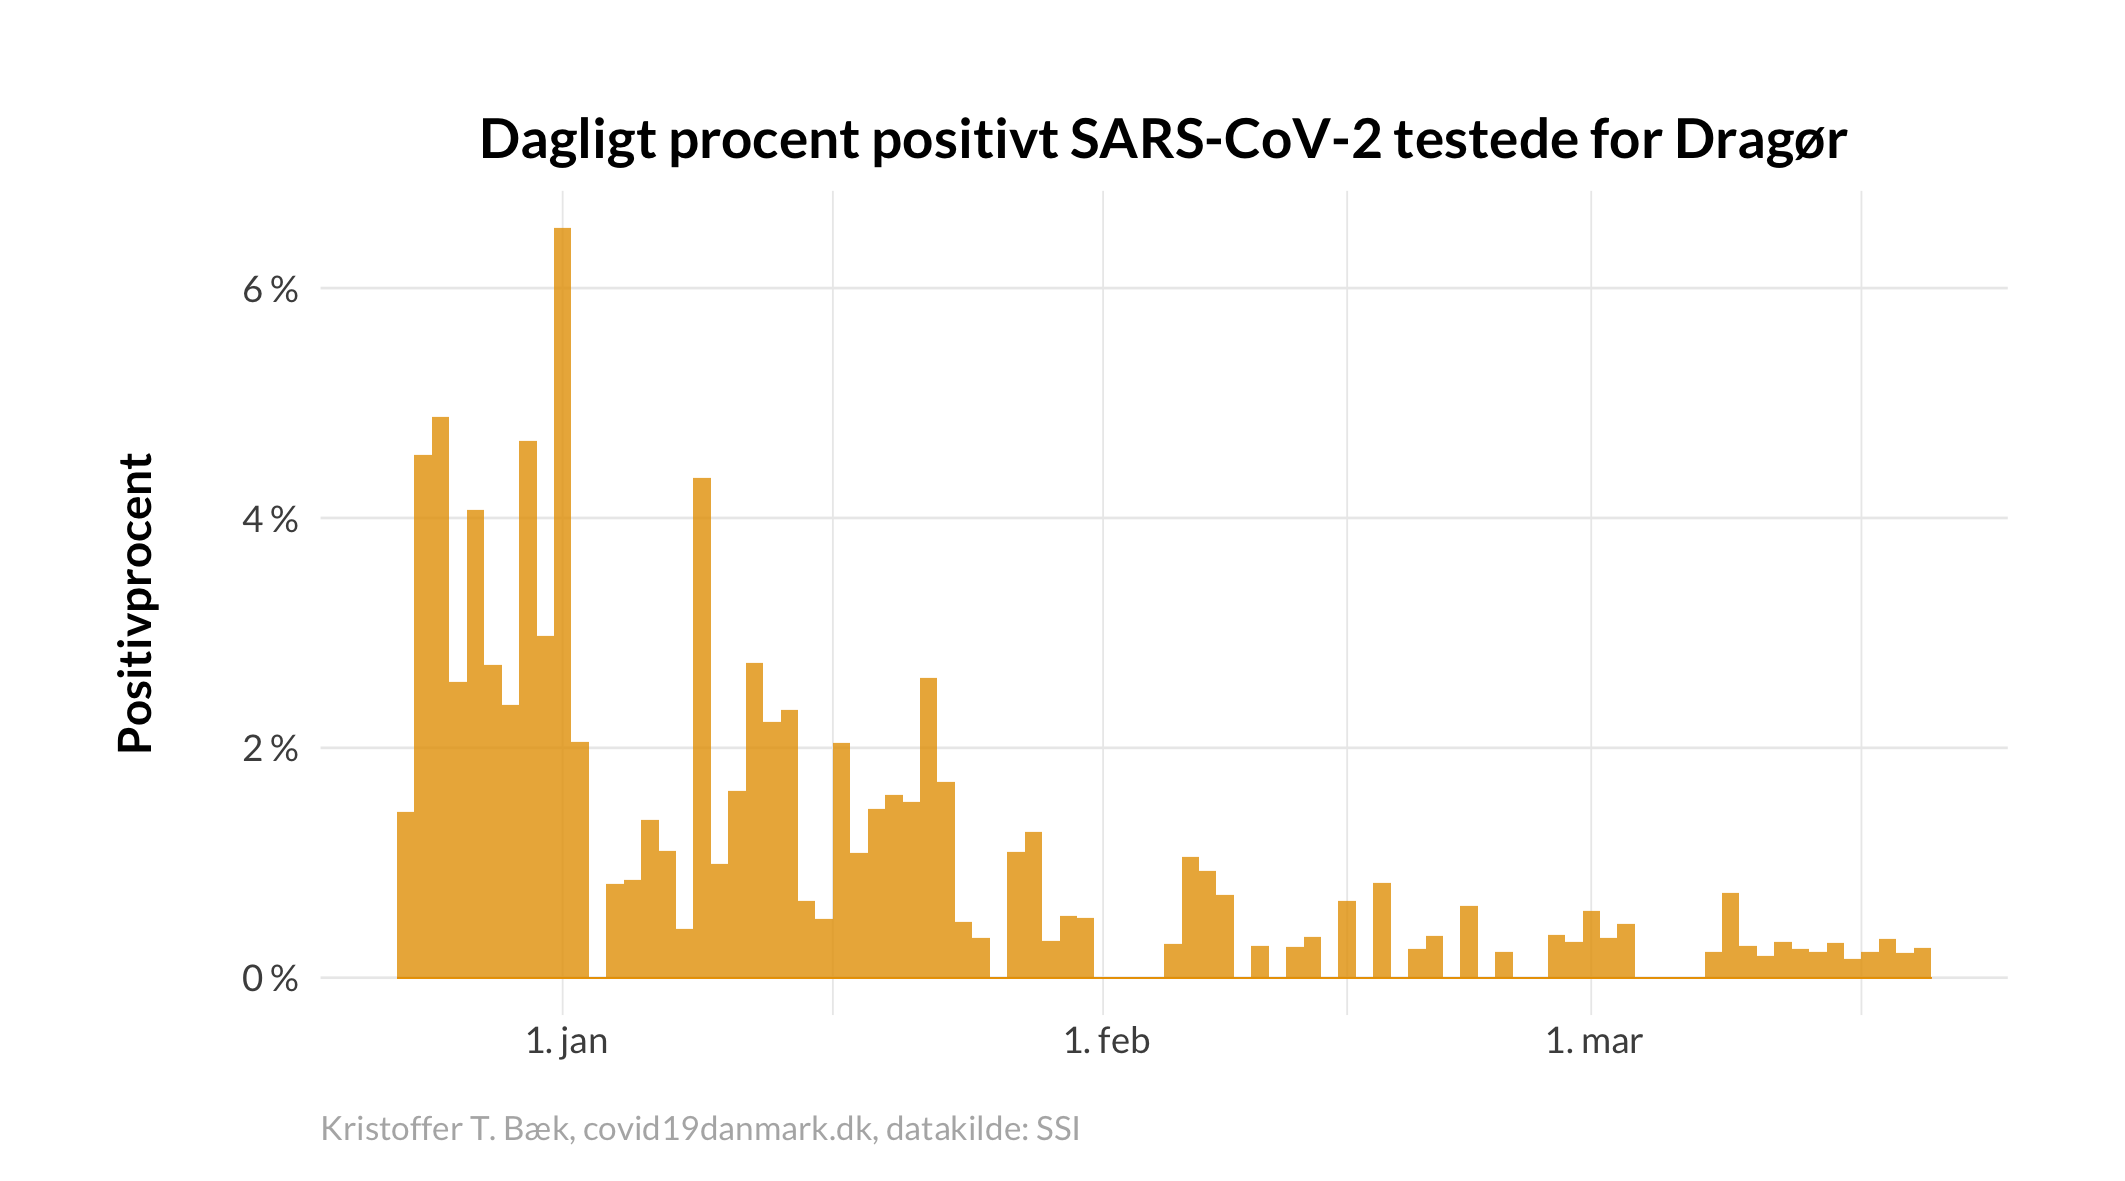 Dagligt procent positivt SARS-CoV-2 testede for Dragør
Positivprocent
6 %
4 %
2 %
0 %
1. jan
1. feb
1. mar
Kristoffer T. Bæk, covid19danmark.dk, datakilde: SSI